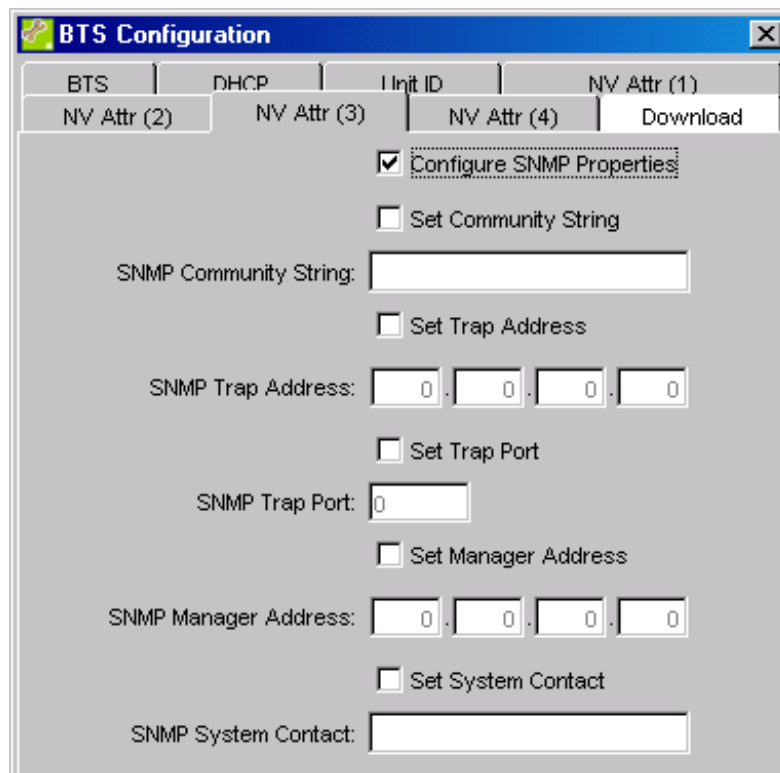 BTS Configuration
BTS DHCP Unit ID NV Attr (1)
NV Attr (2) NV Attr (3) NV Attr (4) Download
Configure SNMP Properties
Set Community String
SNMP Community String:
Set Trap Address
SNMP Trap Address: 0 . 0 . 0 . 0
Set Trap Port
SNMP Trap Port: 0
Set Manager Address
SNMP Manager Address: 0 . 0 . 0 . 0
Set System Contact
SNMP System Contact: